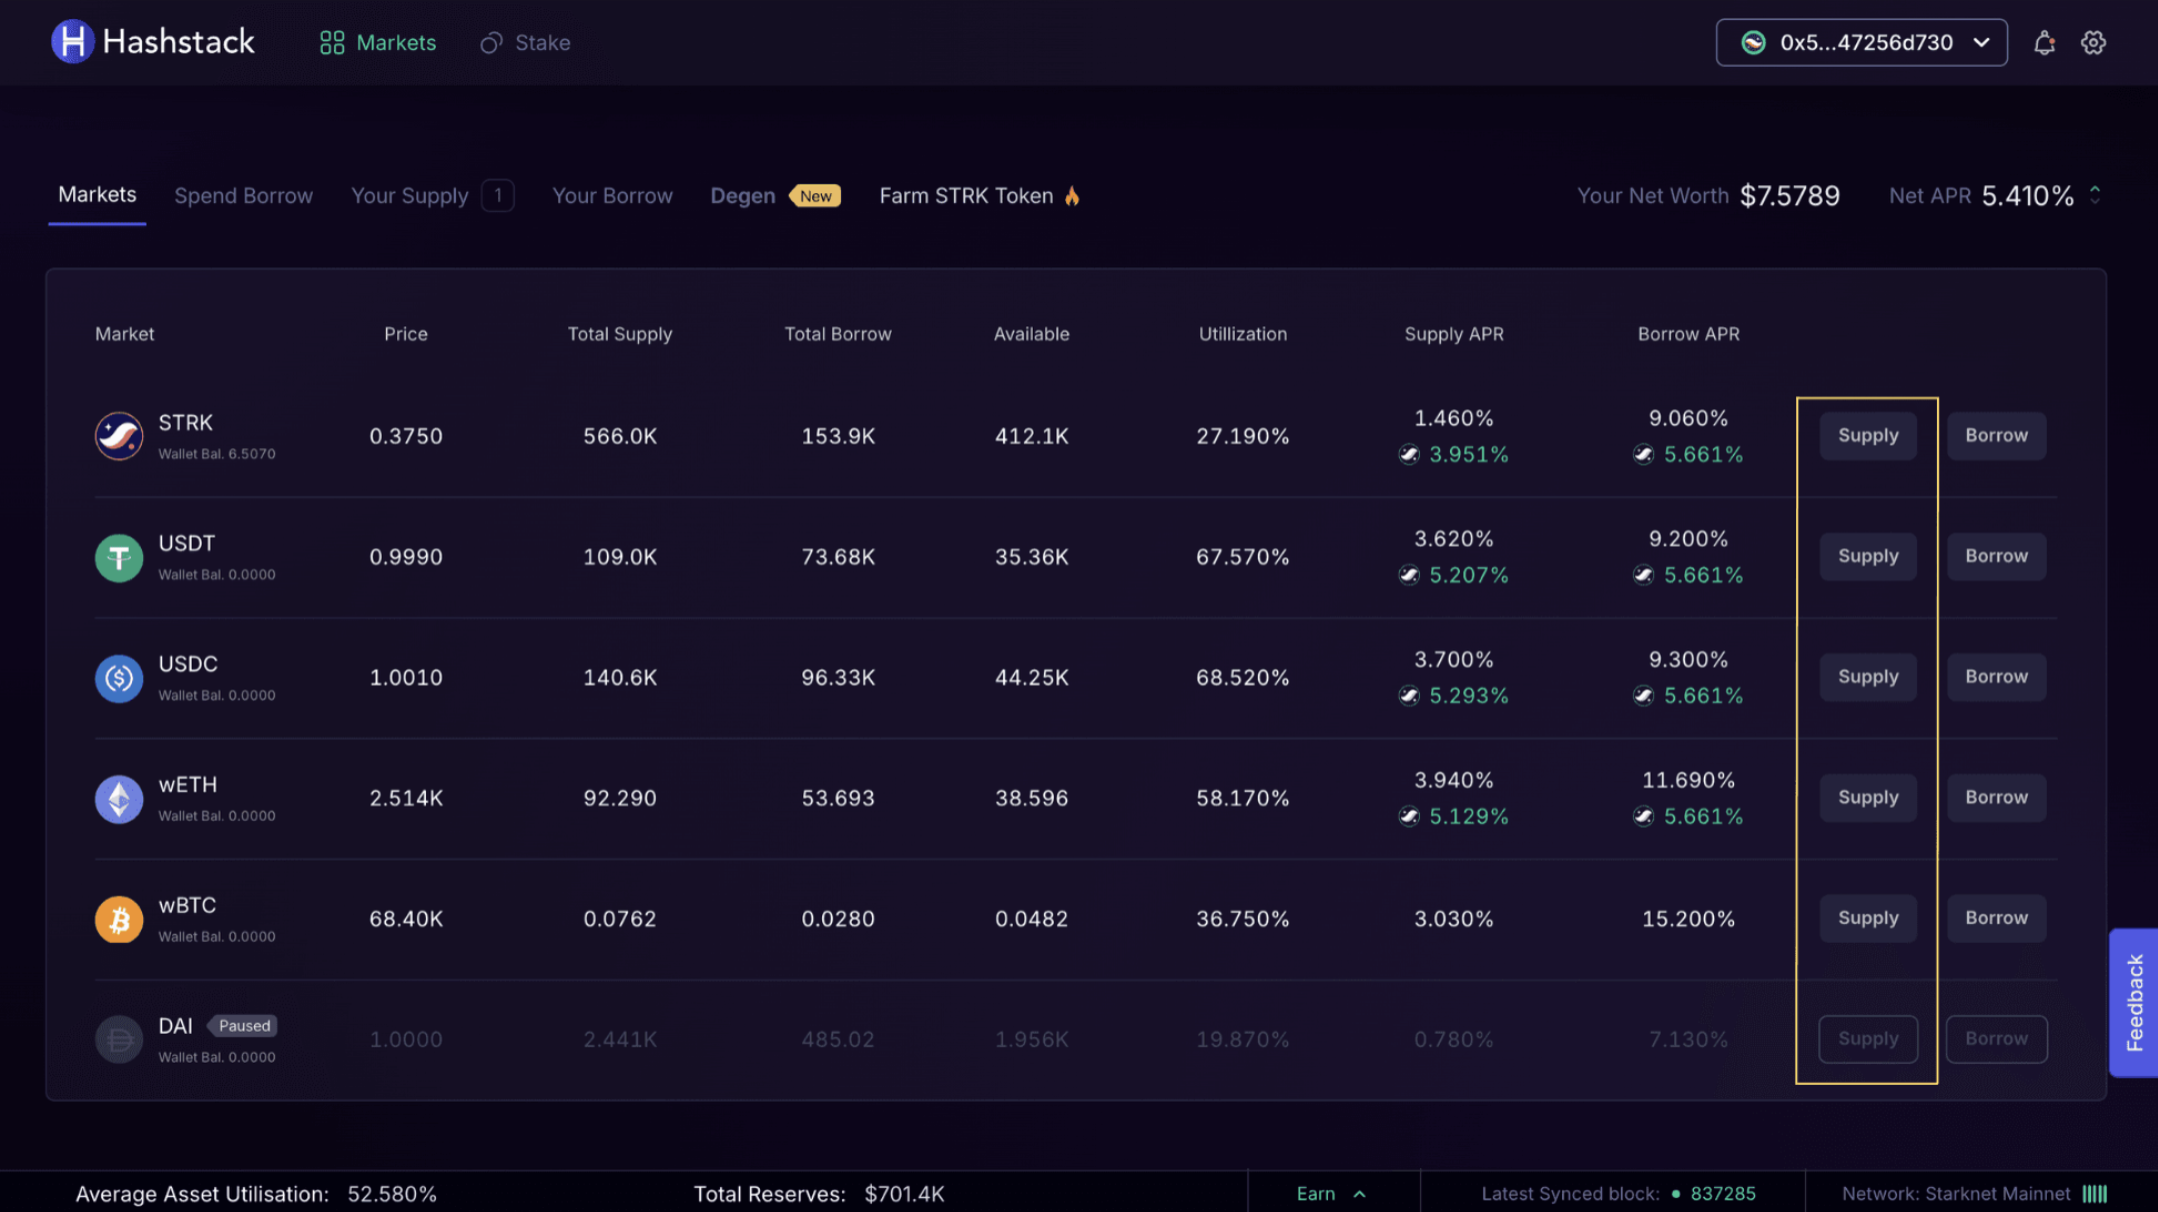 Hashstack Markets Stake 0x5...47256d730
Markets Spend Borrow Your Supply 1 Your Borrow Degen New Farm STRK Token Your Net Worth $7.5789 Net APR 5.410%
Market Price Total Supply Total Borrow Available Utillization Supply APR Borrow APR
STRK 0.3750 566.0K 153.9K 412.1K 27.190% 1.460% 9.060% Supply Borrow
Wallet Bal. 6.5070 3.951% 5.661%
USDT 0.9990 109.0K 73.68K 35.36K 67.570% 3.620% 9.200% Supply Borrow
Wallet Bal. 0.0000 5.207% 5.661%
USDC 1.0010 140.6K 96.33K 44.25K 68.520% 3.700% 9.300% Supply Borrow
Wallet Bal. 0.0000 5.293% 5.661%
wETH 2.514K 92.290 53.693 38.596 58.170% 3.940% 11.690% Supply Borrow
Wallet Bal. 0.0000 5.129% 5.661%
wBTC 68.40K 0.0762 0.0280 0.0482 36.750% 3.030% 15.200% Supply Borrow
Wallet Bal. 0.0000
DAI Paused 1.0000 2.441K 485.02 1.956K 19.870% 0.780% 7.130% Supply Borrow
Wallet Bal. 0.0000
Feedback
Average Asset Utilisation: 52.580% Total Reserves: $701.4K Earn Latest Synced block: 837285 Network: Starknet Mainnet